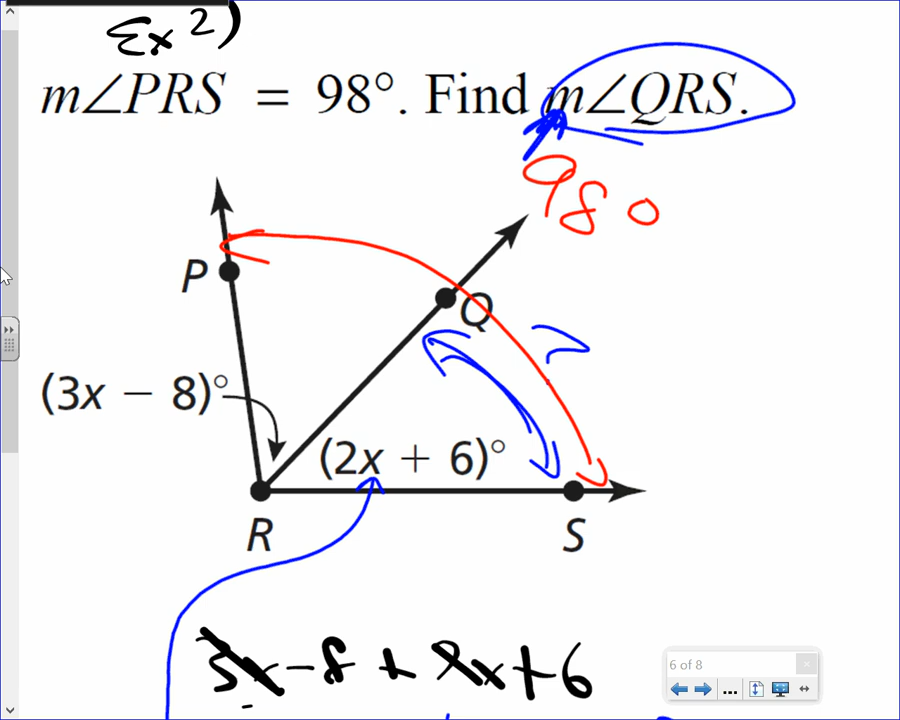 Ex 2)
m∠PRS = 98°. Find m∠QRS.
98°
P
Q
?
(3x − 8)°
(2x + 6)°
R
S
3x - 8 + 2x + 6
6 of 8